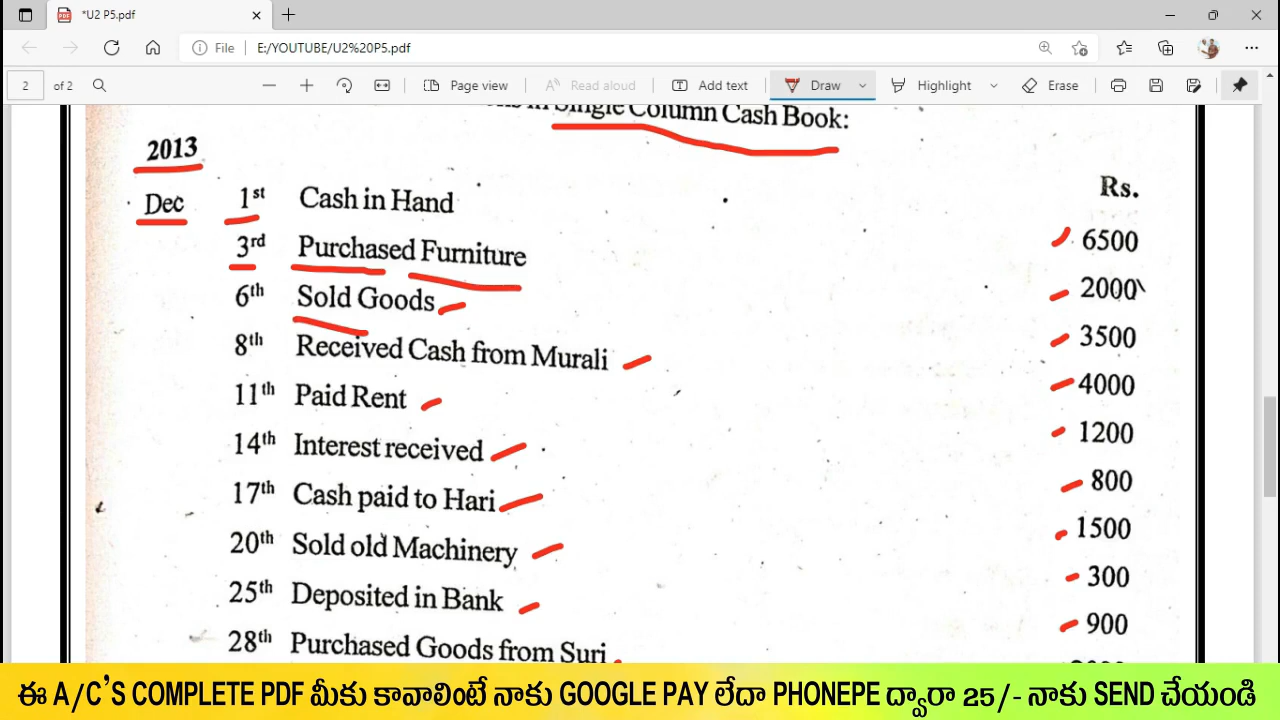 *U2 P5.pdf
File E:/YOUTUBE/U2%20P5.pdf
2 of 2 Page view Read aloud Add text Draw Highlight Erase
in Single Column Cash Book:
2013
Rs.
Dec 1st Cash in Hand 6500
3rd Purchased Furniture 2000
6th Sold Goods 3500
8th Received Cash from Murali 4000
11th Paid Rent 1200
14th Interest received 800
17th Cash paid to Hari 1500
20th Sold old Machinery 300
25th Deposited in Bank 900
28th Purchased Goods from Suri
ఈ A/C'S COMPLETE PDF మీకు కావాలింటే నాకు GOOGLE PAY లేదా PHONEPE ద్వారా 25/- నాకు SEND చేయండి